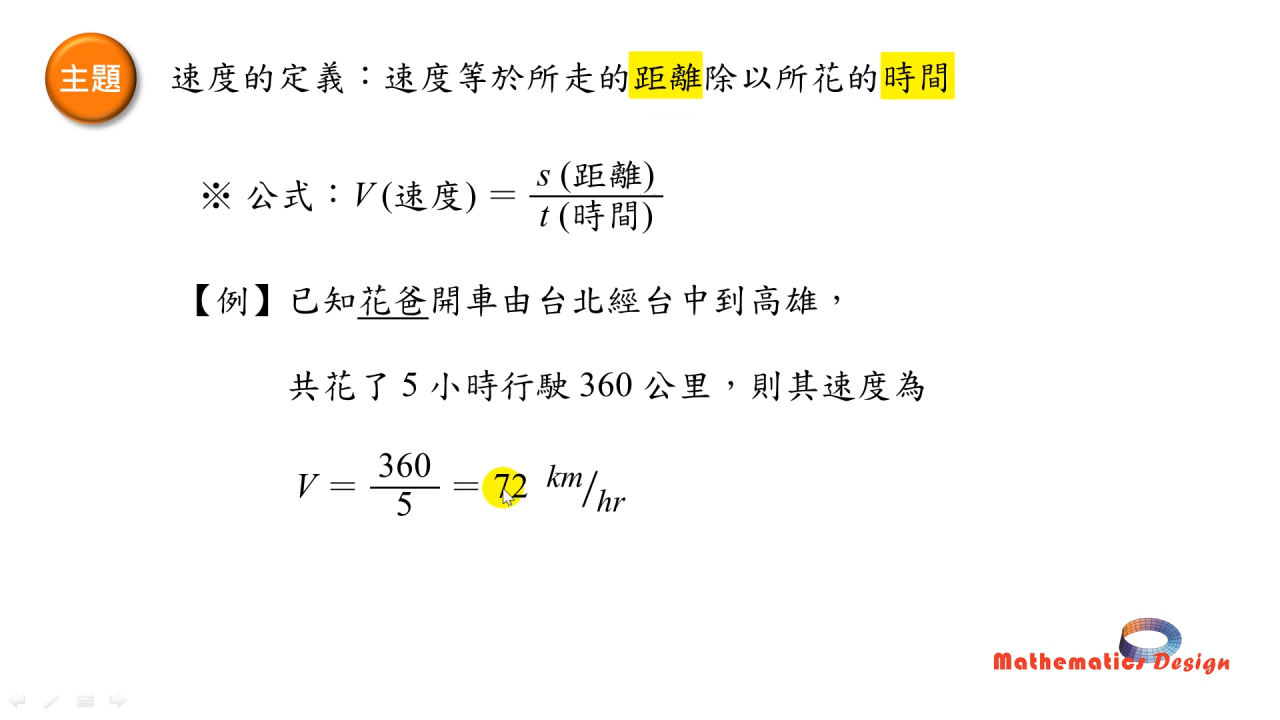 主題
速度的定義：速度等於所走的距離除以所花的時間
※ 公式：V (速度) = s (距離) / t (時間)
【例】已知花爸開車由台北經台中到高雄，
共花了 5 小時行駛 360 公里，則其速度為
V = 360 / 5 = 72 km/hr
Mathematics Design